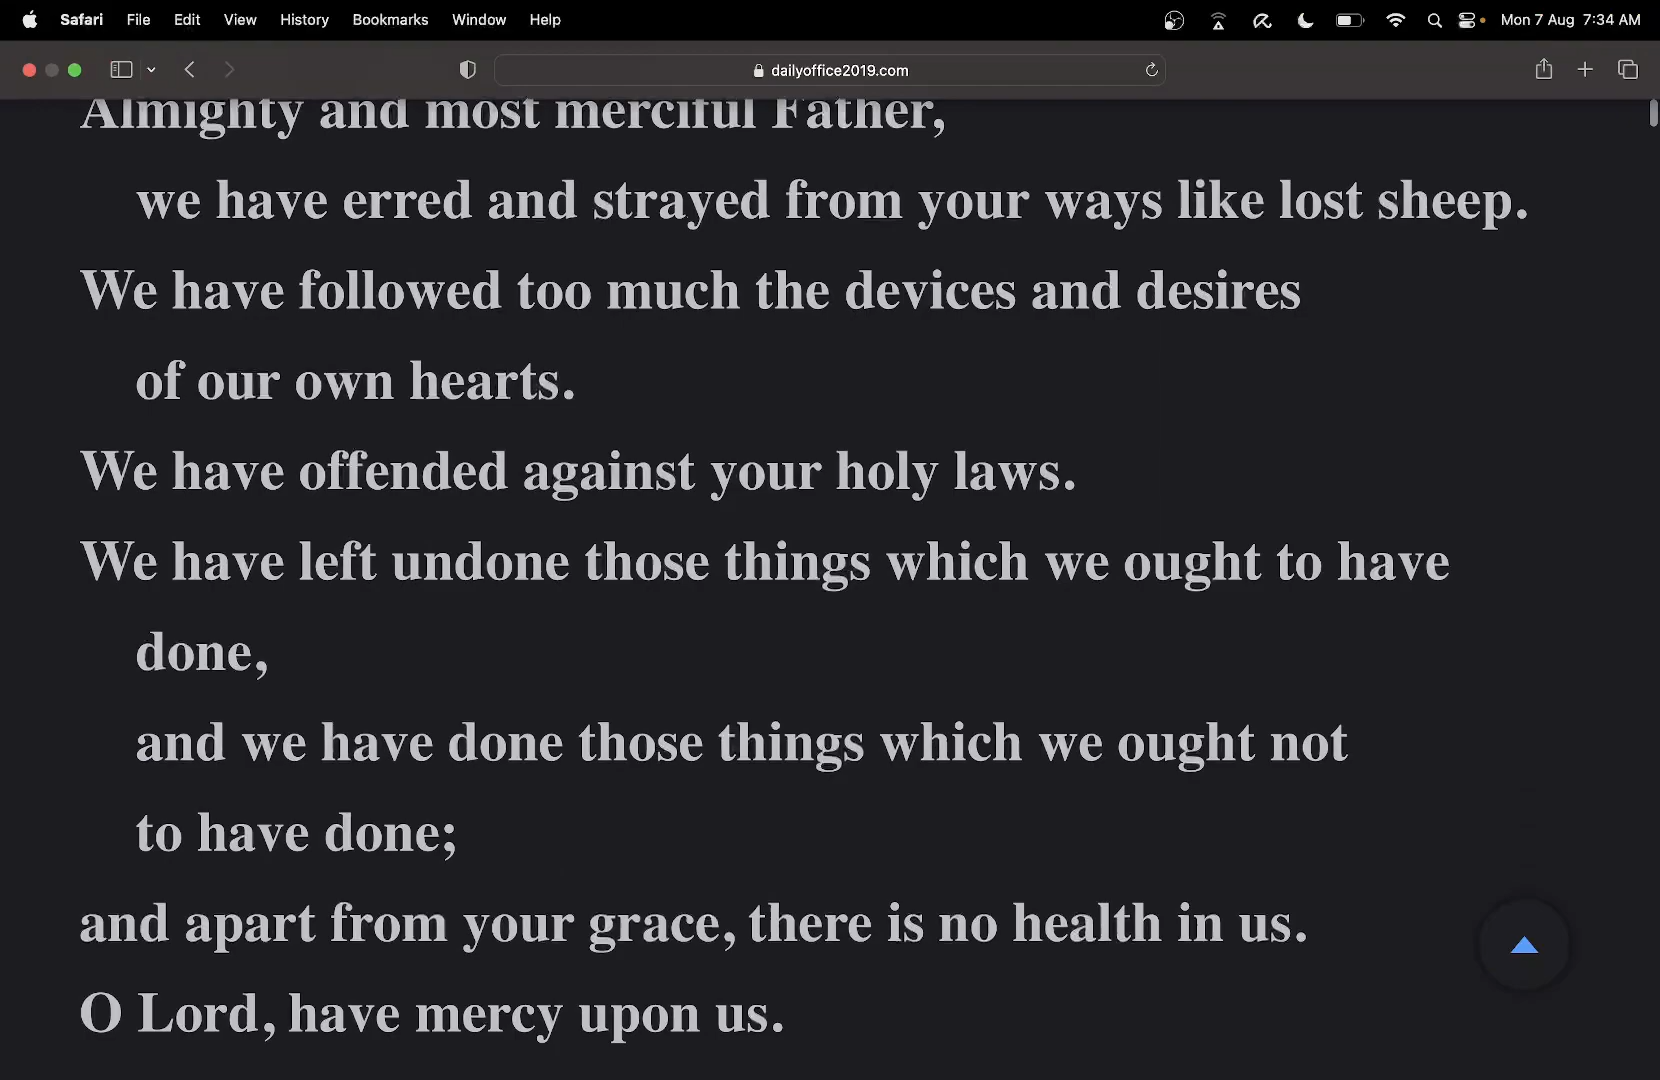 Safari File Edit View History Bookmarks Window Help Mon 7 Aug 7:34 AM
dailyoffice2019.com
Almighty and most merciful Father,
we have erred and strayed from your ways like lost sheep.
We have followed too much the devices and desires
of our own hearts.
We have offended against your holy laws.
We have left undone those things which we ought to have
done,
and we have done those things which we ought not
to have done;
and apart from your grace, there is no health in us.
O Lord, have mercy upon us.